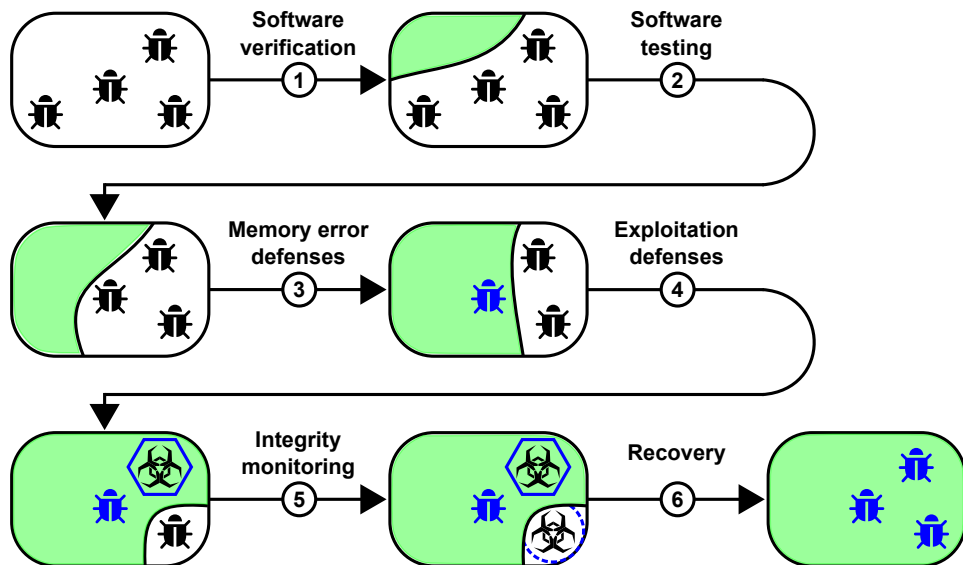 Software
verification
1
Software
testing
2
Memory error
defenses
3
Exploitation
defenses
4
Integrity
monitoring
5
Recovery
6